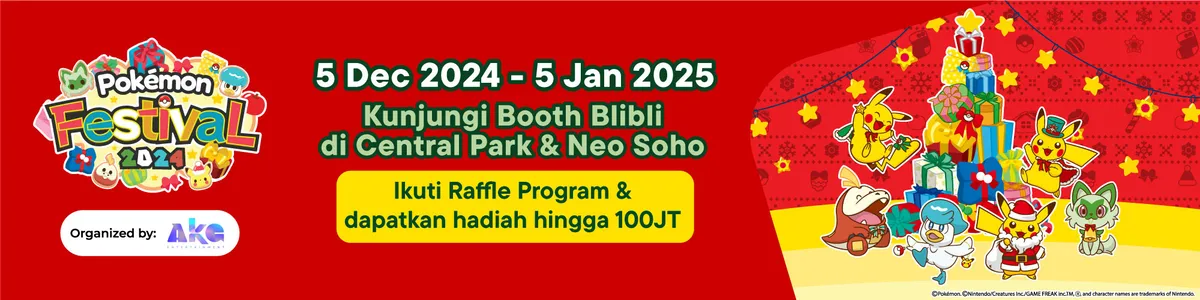 Pokémon
Festival
2024
Organized by:
AKG
ENTERTAINMENT
5 Dec 2024 - 5 Jan 2025
Kunjungi Booth Blibli
di Central Park & Neo Soho
Ikuti Raffle Program &
dapatkan hadiah hingga 100JT
©Pokémon. ©Nintendo/Creatures Inc./GAME FREAK inc.TM, ®, and character names are trademarks of Nintendo.